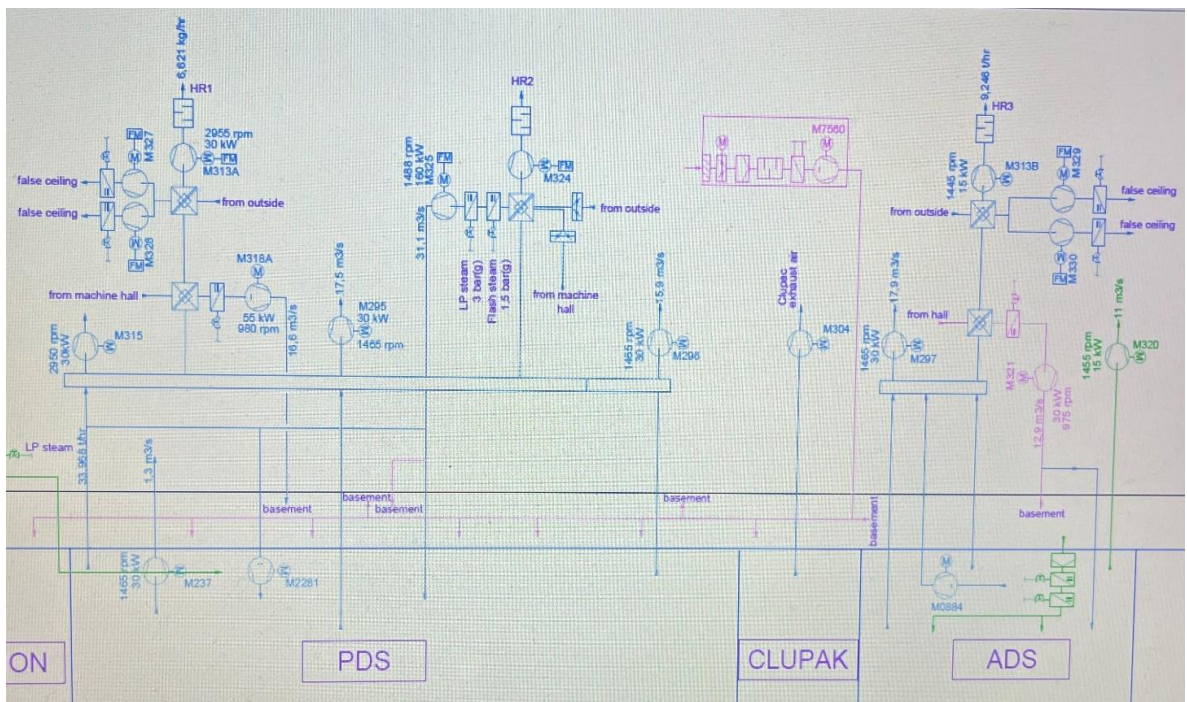 6,621 kg/hr
HR1
2955 rpm
30 kW
M
FM
M313A
FM
M
M327
false ceiling
false ceiling
M
FM
M328
from outside
M318A
M
55 kW
980 rpm
16,6 m3/s
from machine hall
2950 rpm
30kW
M315
M
17,5 m3/s
M295
30 kW
M
1465 rpm
HR2
1488 rpm
160 kW
M325
FM
M
31,1 m3/s
M
FM
M324
from outside
LP steam
3 bar(g)
Flash steam
1,5 bar(g)
from machine
hall
15,9 m3/s
1465 rpm
30 kW
M
M296
M7560
M
M
Clupac
exhaust air
M304
M
9,246 t/hr
HR3
1445 rpm
15 kW
M313B
M
FM
M
M329
false ceiling
false ceiling
from outside
M
FM
M330
17,9 m3/s
from hall
1465 rpm
30 kW
M
M297
M321
M
30 kW
975 rpm
12,9 m3/s
11 m3/s
1455 rpm
15 kW
M320
M
LP steam
33,968 t/hr
1,3 m3/s
basement
basement
basement
basement
basement
basement
1465 rpm
30 kW
M
M237
M
M2281
M
M0884
ON
PDS
CLUPAK
ADS